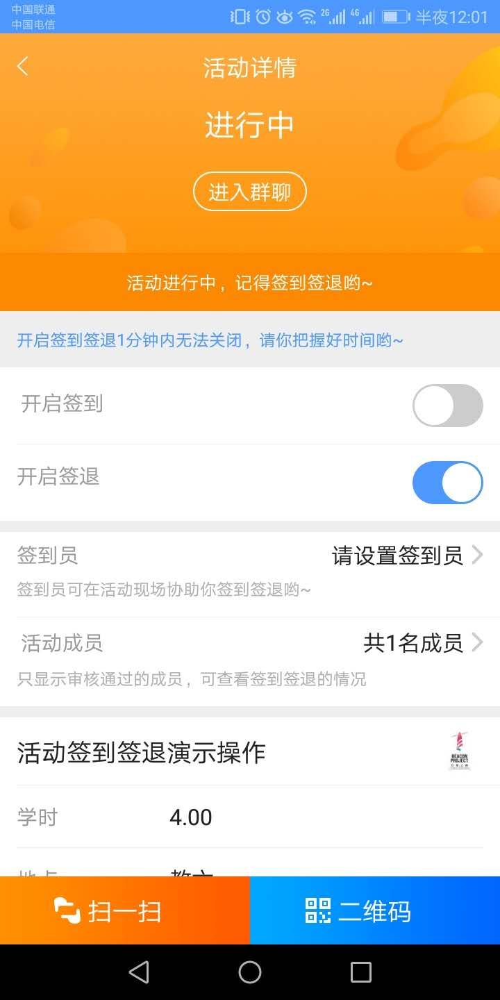 中国联通
中国电信
2G
4G
半夜12:01
活动详情
进行中
进入群聊
活动进行中，记得签到签退哟~
开启签到签退1分钟内无法关闭，请你把握好时间哟~
开启签到
开启签退
签到员
请设置签到员
签到员可在活动现场协助你签到签退哟~
活动成员
共1名成员
只显示审核通过的成员，可查看签到签退的情况
活动签到签退演示操作
BEACON
PROJECT
学时
4.00
扫一扫
二维码